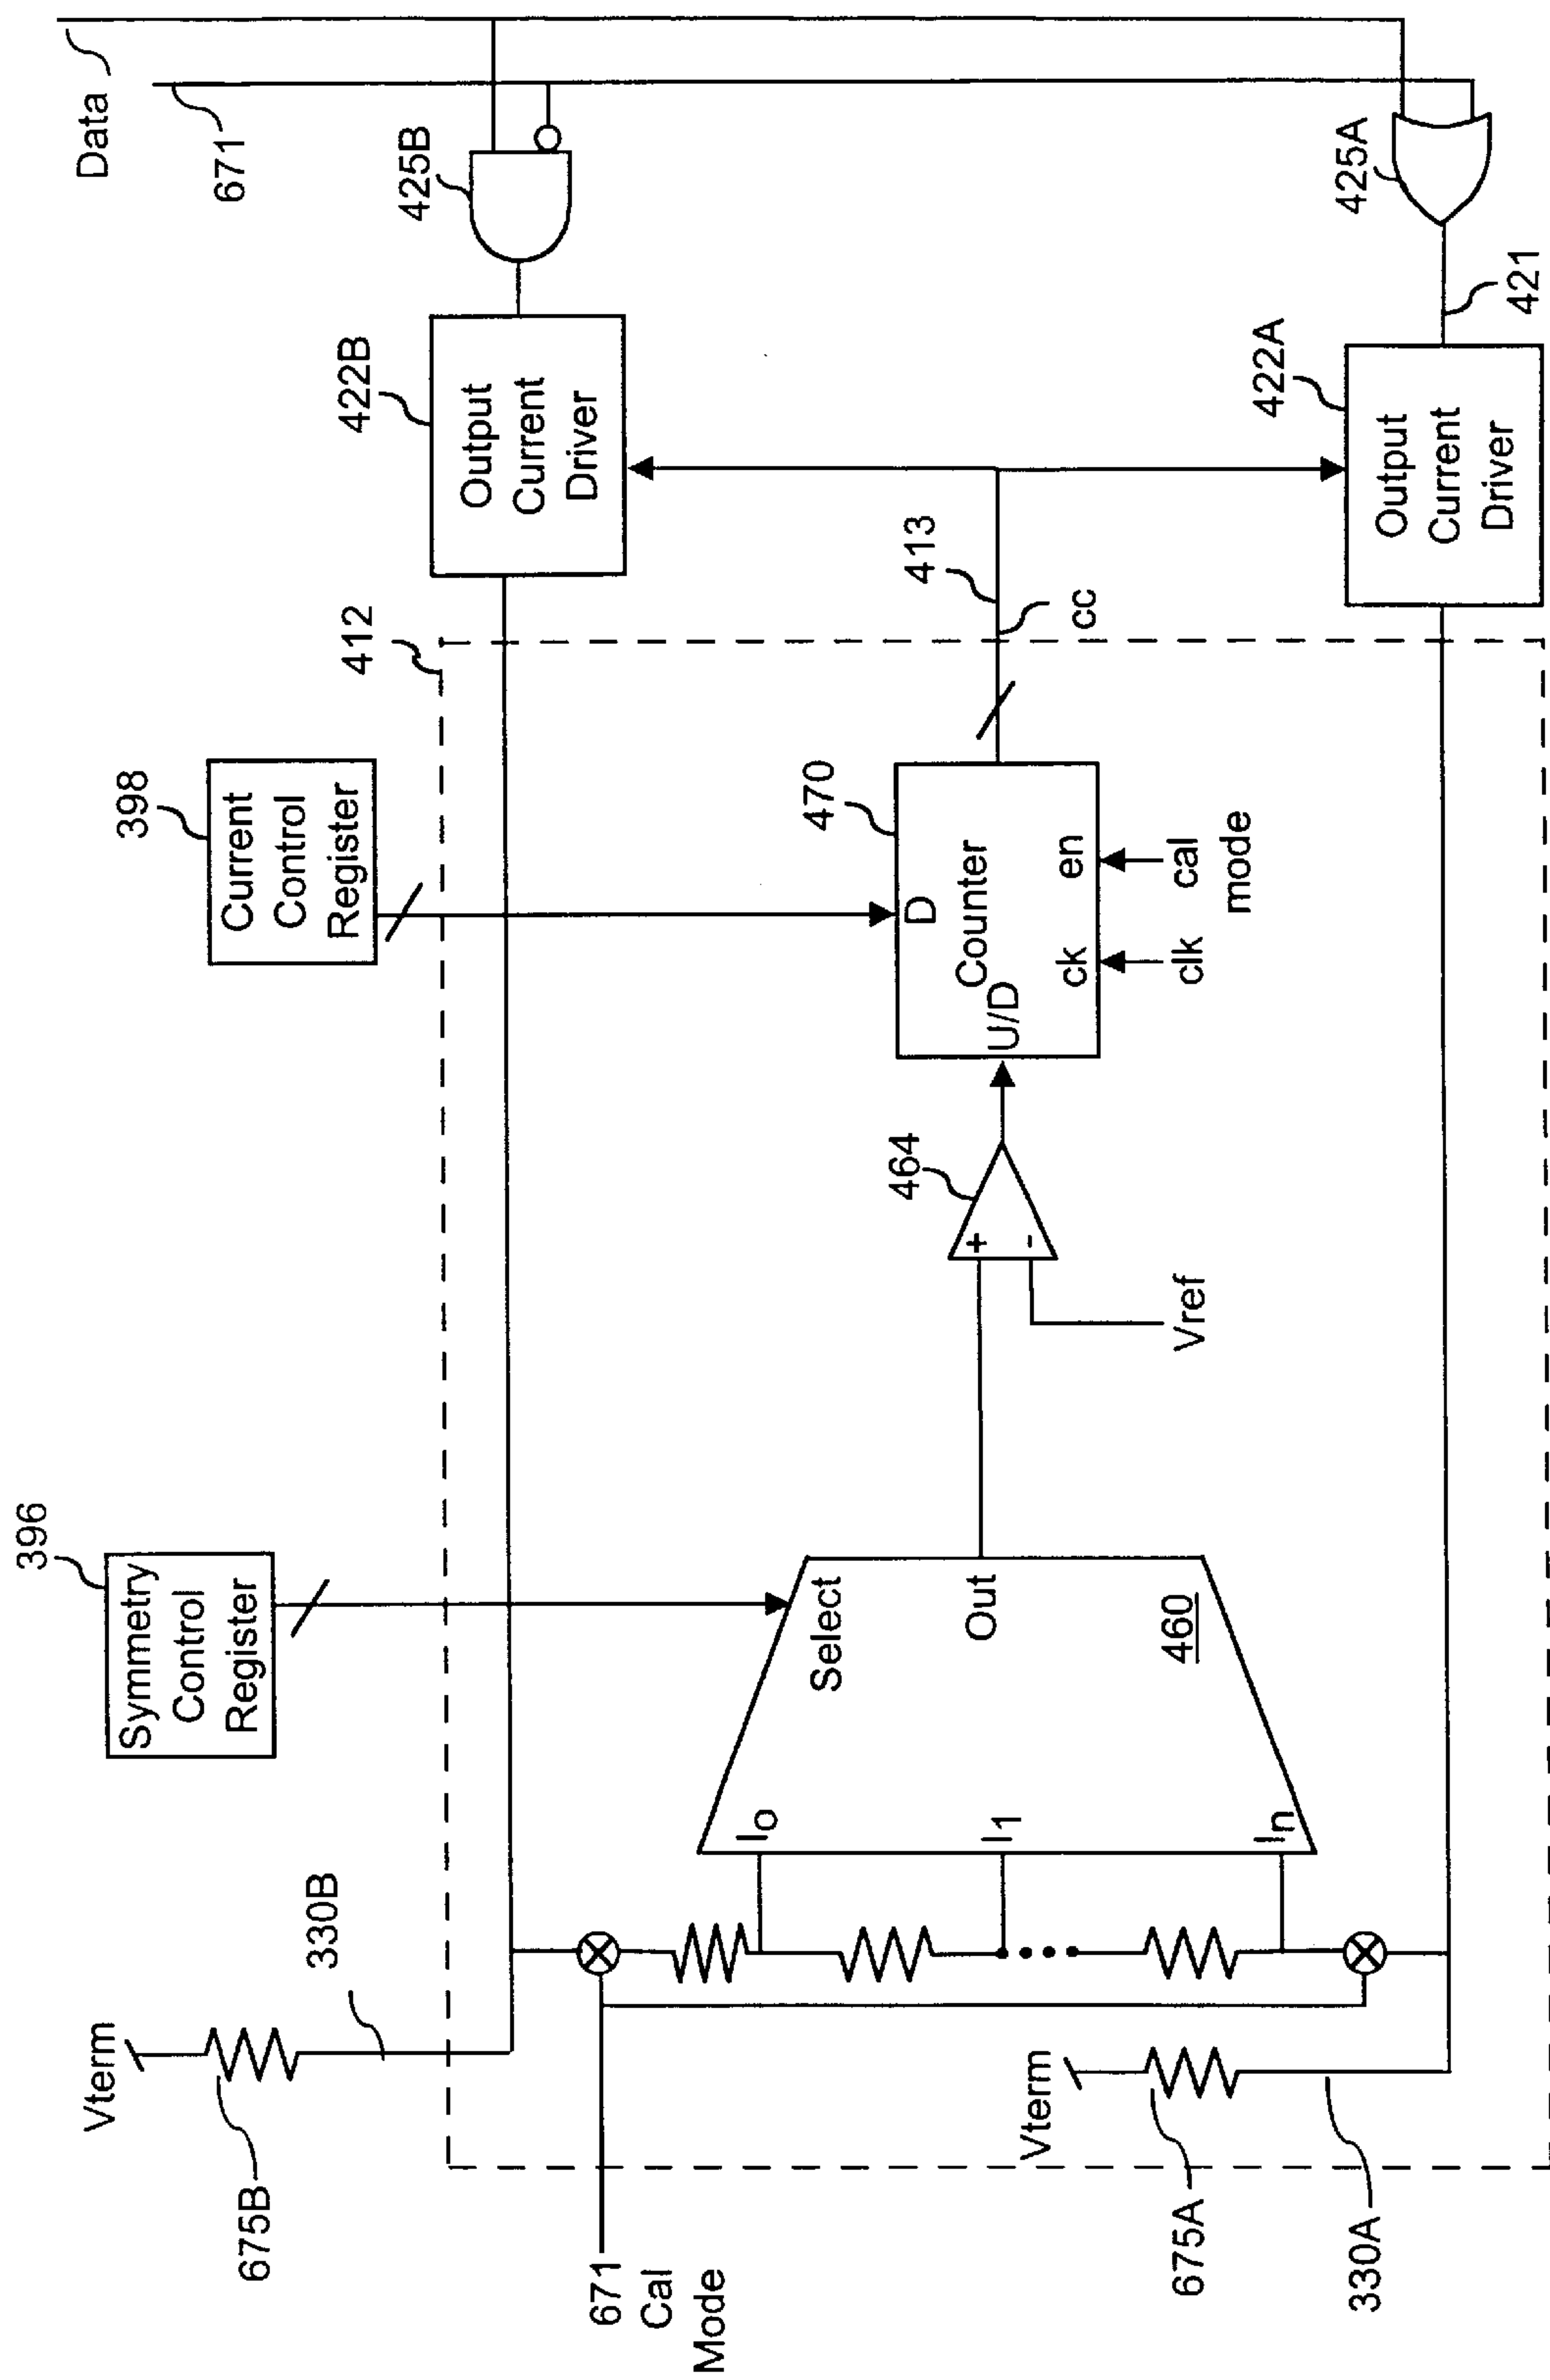 Vterm
675B
330B
671
Cal
Mode
Vterm
675A
330A
396
Symmetry
Control
Register
Select
I0
I1
In
Out
460
464
+
-
Vref
398
Current
Control
Register
412
470
D
Counter
U/D
ck
en
clk
cal
mode
413
cc
422B
Output
Current
Driver
422A
Output
Current
Driver
421
425B
425A
Data
671